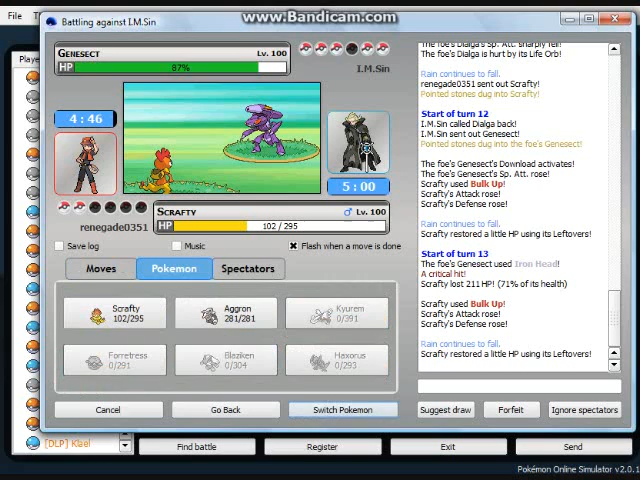 www.Bandicam.com
File
Battling against I.M.Sin
GENESECT Lv. 100
HP 87%
I.M.Sin
4:46
5:00
SCRAFTY ♂ Lv. 100
HP 102 / 295
renegade0351
Save log
Music
Flash when a move is done
Moves
Pokemon
Spectators
Scrafty
102/295
Aggron
281/281
Kyurem
0/391
Forretress
0/291
Blaziken
0/304
Haxorus
0/293
Cancel
Go Back
Switch Pokemon
The foe's Dialga's Sp. Att. sharply fell!
The foe's Dialga is hurt by its Life Orb!
Rain continues to fall.
renegade0351 sent out Scrafty!
Pointed stones dug into Scrafty!
Start of turn 12
I.M.Sin called Dialga back!
I.M.Sin sent out Genesect!
Pointed stones dug into the foe's Genesect!
The foe's Genesect's Download activates!
The foe's Genesect's Sp. Att. rose!
Scrafty used Bulk Up!
Scrafty's Attack rose!
Scrafty's Defense rose!
Rain continues to fall.
Scrafty restored a little HP using its Leftovers!
Start of turn 13
The foe's Genesect used Iron Head!
A critical hit!
Scrafty lost 211 HP! (71% of its health)
Scrafty used Bulk Up!
Scrafty's Attack rose!
Scrafty's Defense rose!
Rain continues to fall.
Scrafty restored a little HP using its Leftovers!
Suggest draw
Forfeit
Ignore spectators
[DLP] Klael
Find battle
Register
Exit
Send
Pokémon Online Simulator v2.0.1